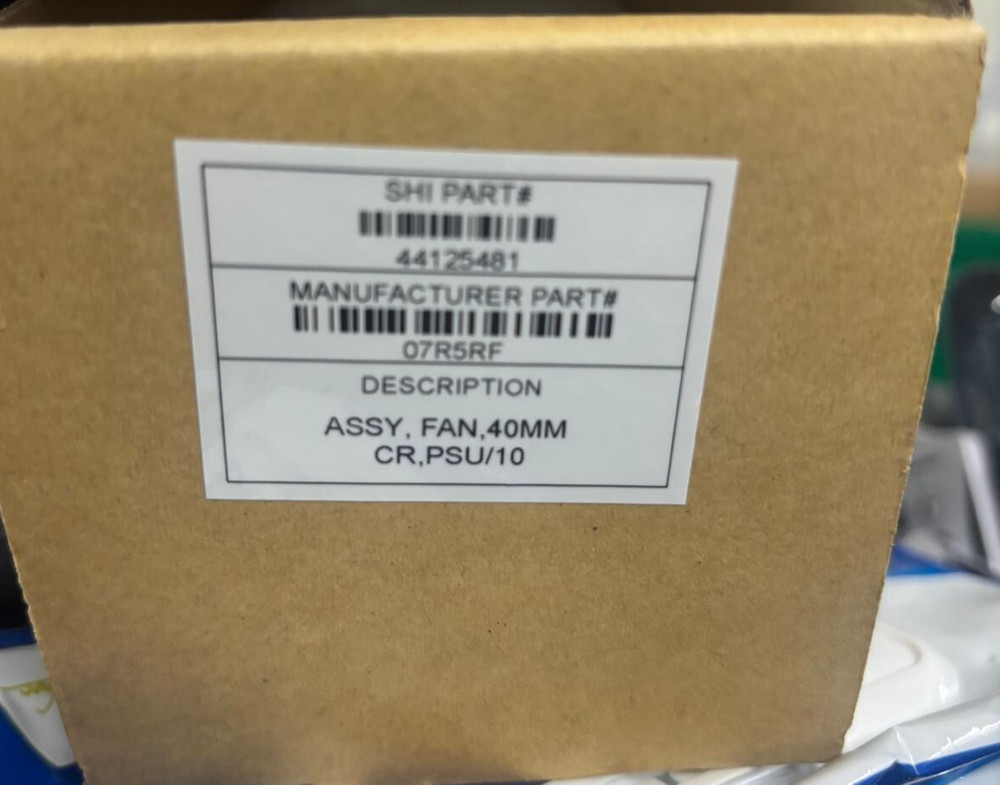 SHI PART#
44125481
MANUFACTURER PART#
07R5RF
DESCRIPTION
ASSY, FAN,40MM
CR,PSU/10